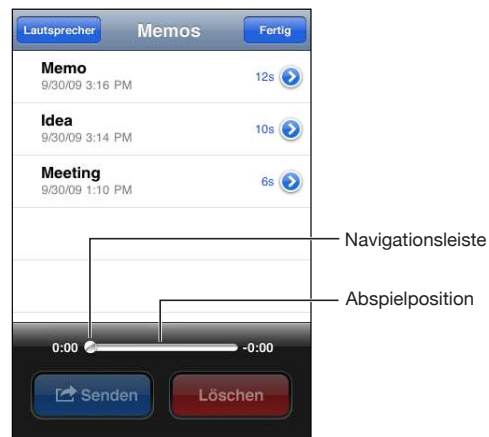 Lautsprecher Memos Fertig
Memo 12s
9/30/09 3:16 PM
Idea 10s
9/30/09 3:14 PM
Meeting 6s
9/30/09 1:10 PM
Navigationsleiste
Abspielposition
0:00 -0:00
Senden Löschen